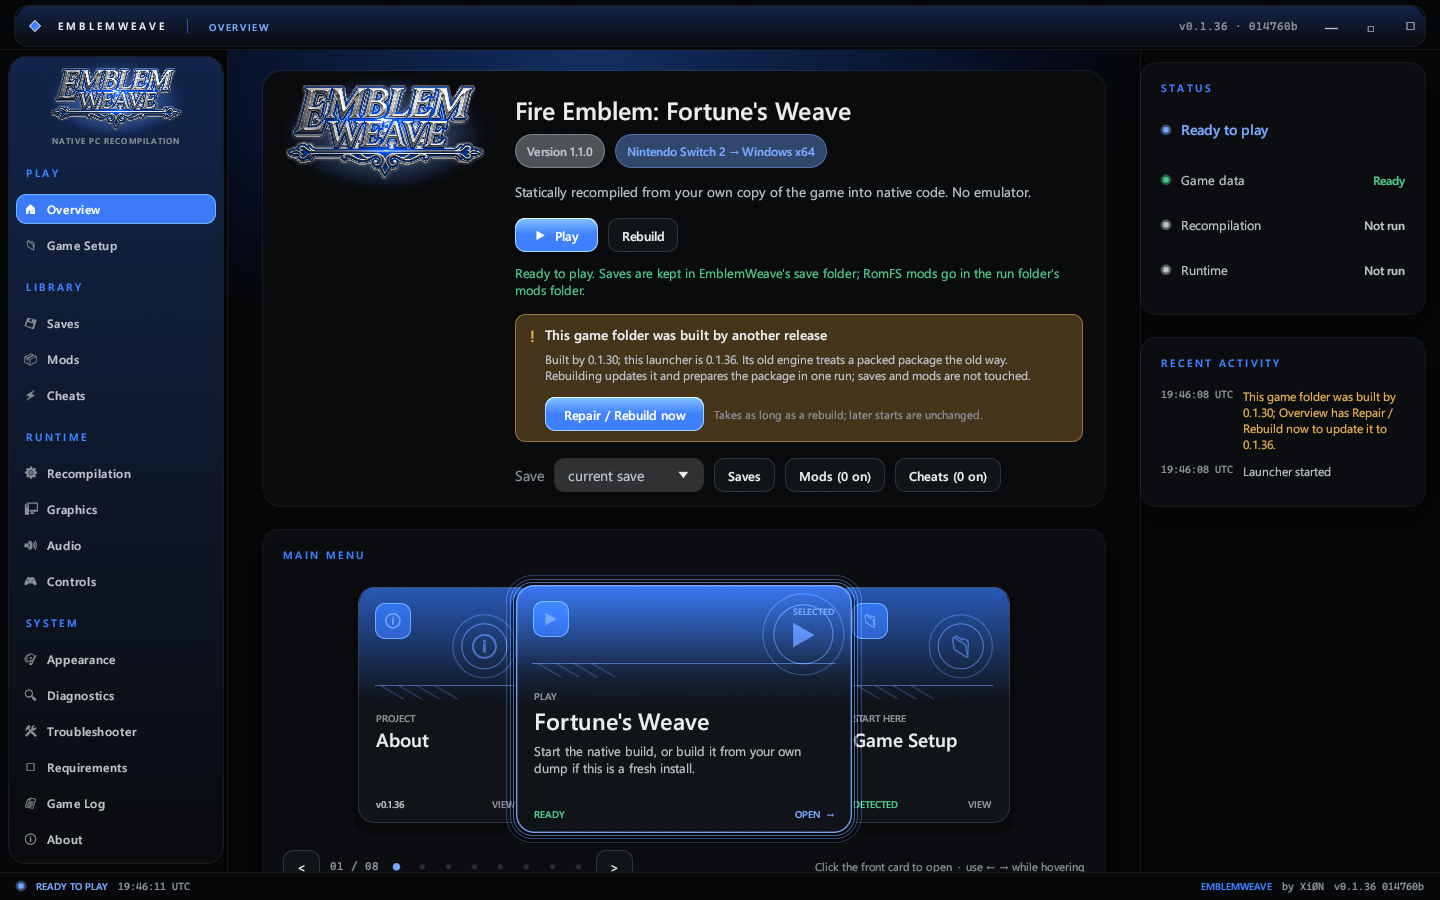 EMBLEMWEAVE
OVERVIEW
v0.1.36 · 014760b
EMBLEM
WEAVE
NATIVE PC RECOMPILATION
PLAY
Overview
Game Setup
LIBRARY
Saves
Mods
Cheats
RUNTIME
Recompilation
Graphics
Audio
Controls
SYSTEM
Appearance
Diagnostics
Troubleshooter
Requirements
Game Log
About
EMBLEM
WEAVE
Fire Emblem: Fortune's Weave
Version 1.1.0
Nintendo Switch 2 → Windows x64
Statically recompiled from your own copy of the game into native code. No emulator.
Play
Rebuild
Ready to play. Saves are kept in EmblemWeave's save folder; RomFS mods go in the run folder's
mods folder.
! This game folder was built by another release
Built by 0.1.30; this launcher is 0.1.36. Its old engine treats a packed package the old way.
Rebuilding updates it and prepares the package in one run; saves and mods are not touched.
Repair / Rebuild now
Takes as long as a rebuild; later starts are unchanged.
Save
current save
Saves
Mods (0 on)
Cheats (0 on)
MAIN MENU
PROJECT
About
v0.1.36
VIEW
SELECTED
PLAY
Fortune's Weave
Start the native build, or build it from your own
dump if this is a fresh install.
READY
OPEN →
START HERE
Game Setup
DETECTED
VIEW
<
01 / 08
>
Click the front card to open · use ← → while hovering
STATUS
Ready to play
Game data Ready
Recompilation Not run
Runtime Not run
RECENT ACTIVITY
19:46:08 UTC This game folder was built by
0.1.30; Overview has Repair /
Rebuild now to update it to
0.1.36.
19:46:08 UTC Launcher started
READY TO PLAY 19:46:11 UTC
EMBLEMWEAVE by XiØN v0.1.36 014760b